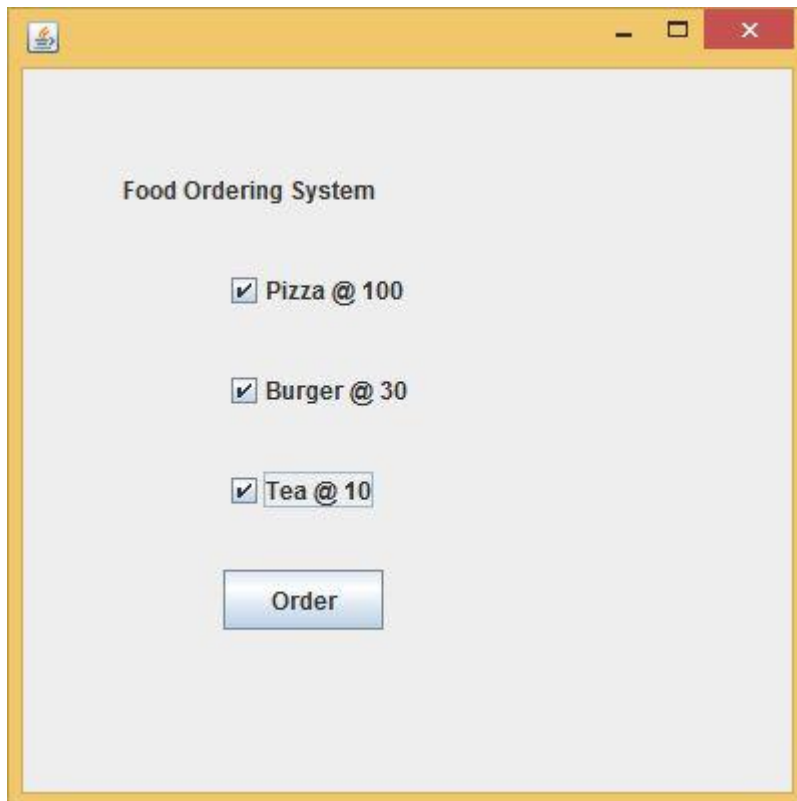 Food Ordering System
Pizza @ 100
Burger @ 30
Tea @ 10
Order